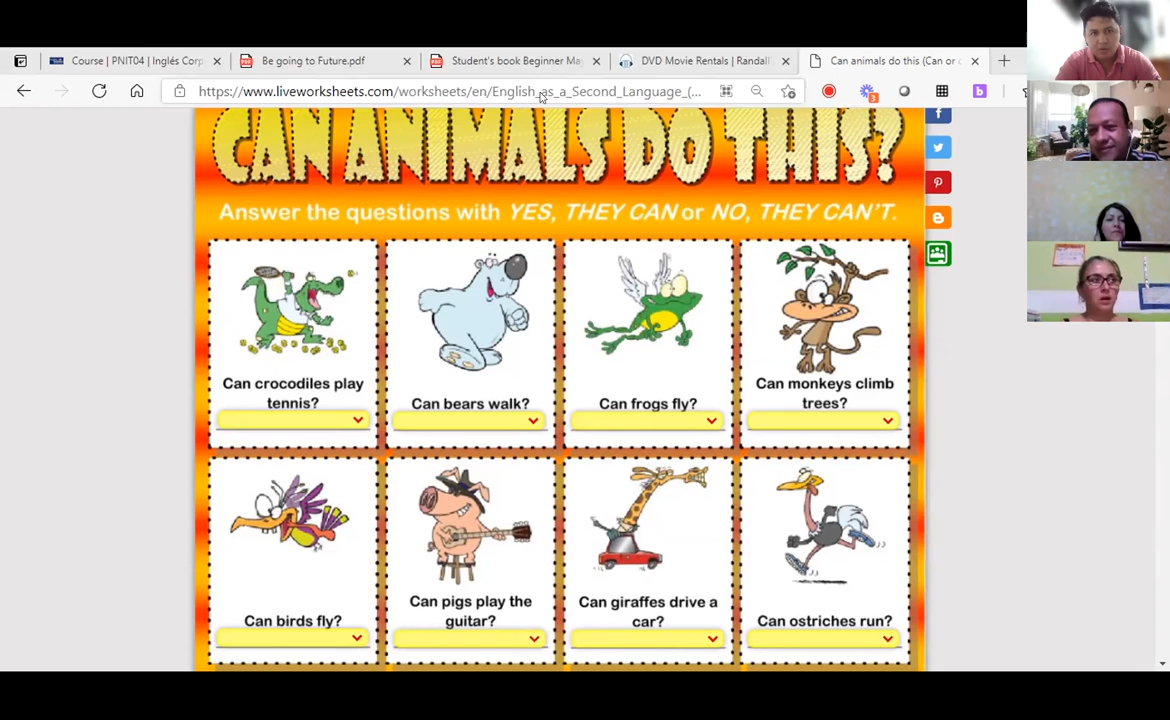 Course | PNIT04 | Inglés Corp
Be going to Future.pdf
Student's book Beginner May
DVD Movie Rentals | Randall
Can animals do this (Can or c
https://www.liveworksheets.com/worksheets/en/English_as_a_Second_Language_(...
3
CAN ANIMALS DO THIS?
Answer the questions with YES, THEY CAN or NO, THEY CAN'T.
Can crocodiles play
tennis?
Can bears walk?
Can frogs fly?
Can monkeys climb
trees?
Can birds fly?
Can pigs play the
guitar?
Can giraffes drive a
car?
Can ostriches run?